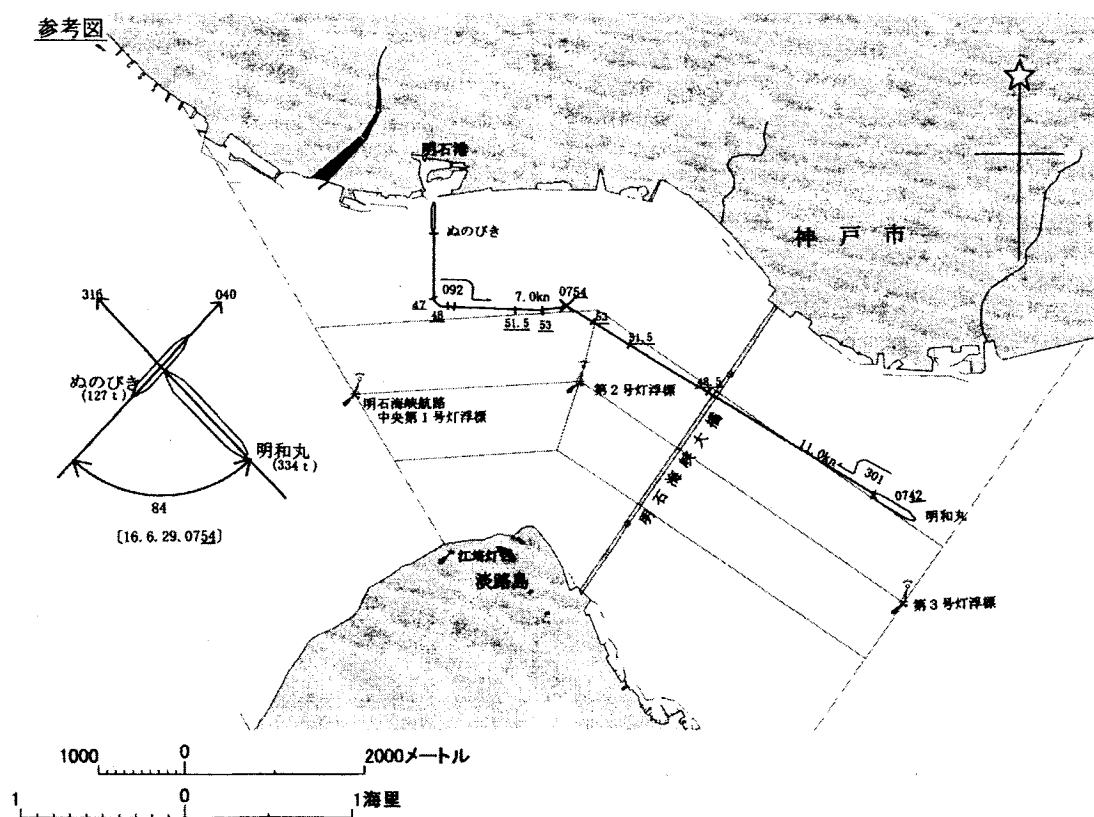 参考図
明石港
神戸市
ぬのびき
47
48
092
7.0kn
51.5
53
0754
53
51.5
48.5
11.0kn
301
0742
明和丸
316
040
ぬのびき
(127t)
明和丸
(334t)
84
[16.6.29.0754]
明石海峡航路
中央第1号灯浮標
第2号灯浮標
明石海峡大橋
第3号灯浮標
江埼灯台
淡路島
1000 0 2000メートル
1 0 1海里